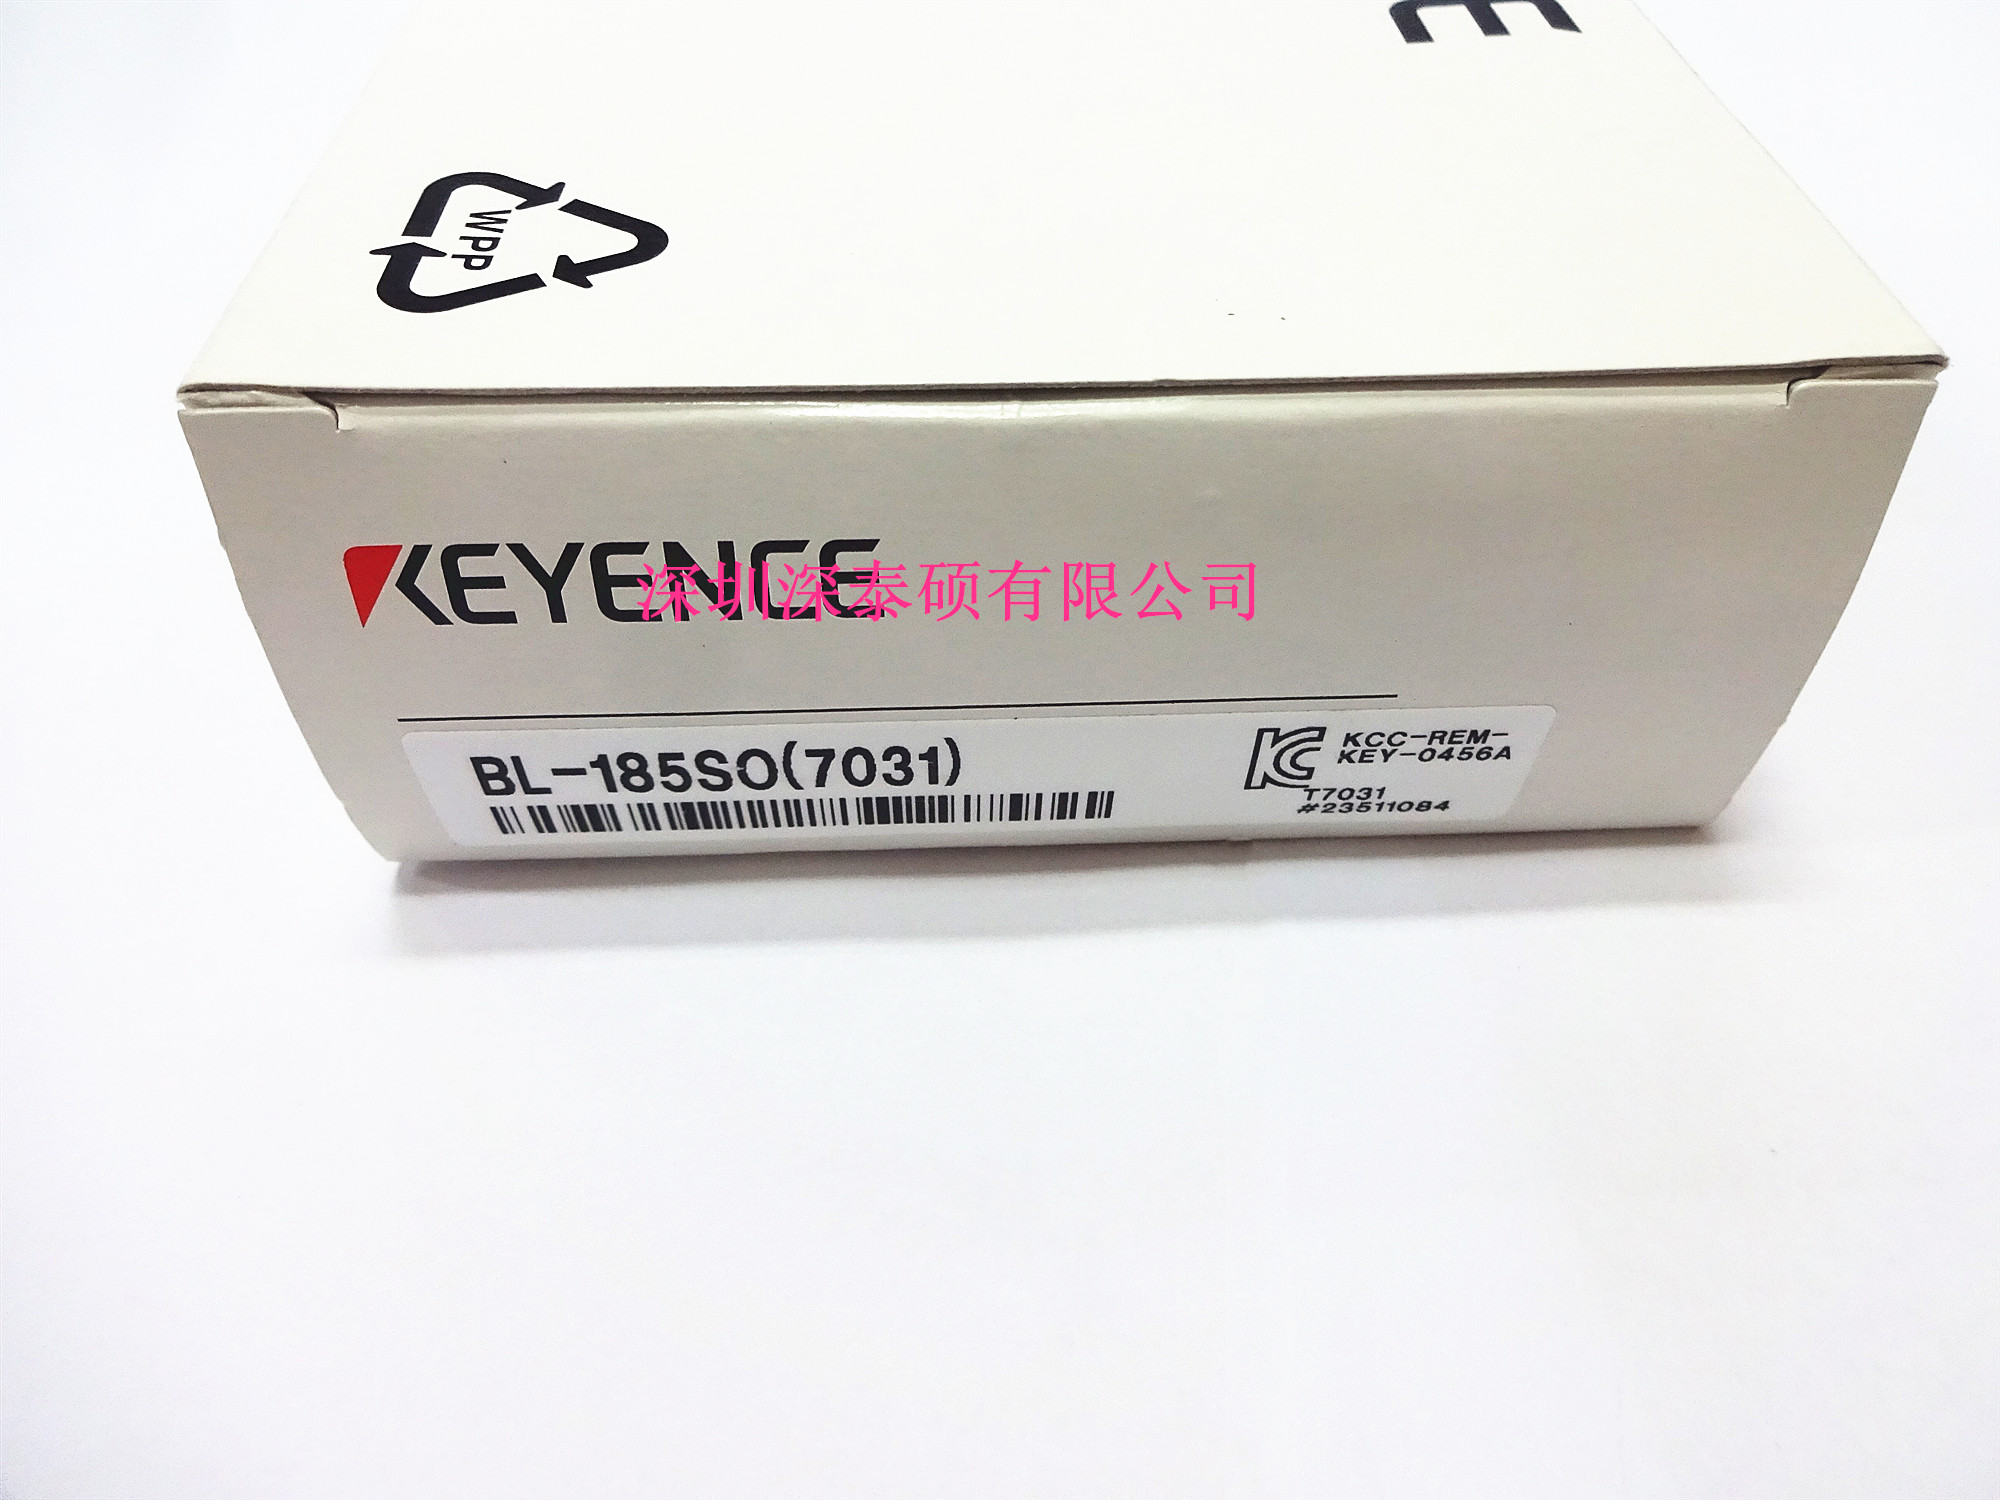 WPP
KEYENCE
深圳深泰硕有限公司
BL-185SO(7031)
KCC-REM-
KEY-0456A
T7031
#23511084